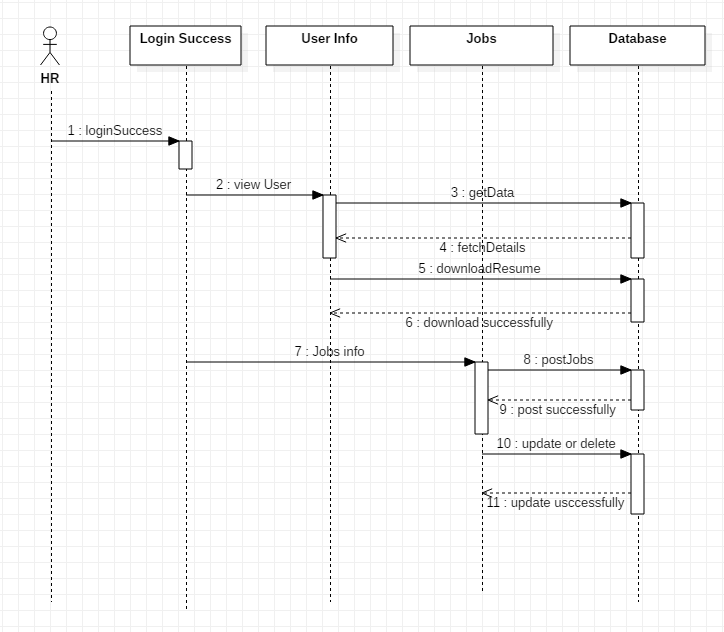 Login Success
User Info
Jobs
Database
HR
1 : loginSuccess
2 : view User
3 : getData
4 : fetchDetails
5 : downloadResume
6 : download successfully
7 : Jobs info
8 : postJobs
9 : post successfully
10 : update or delete
11 : update usccessfully